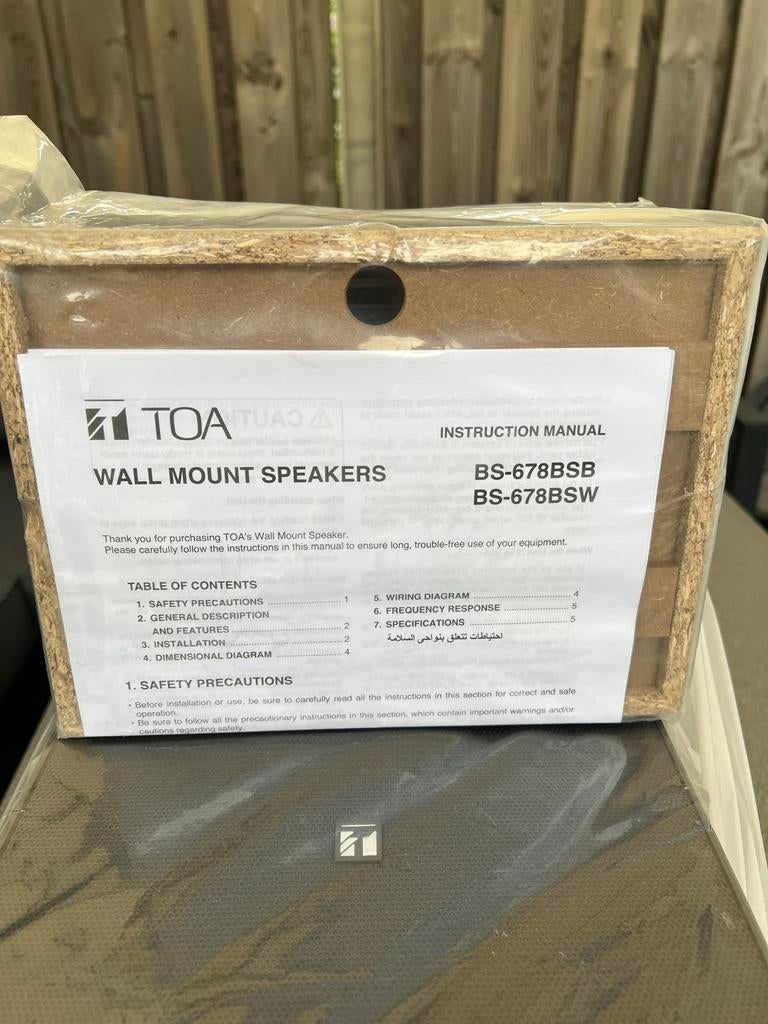 TOA
INSTRUCTION MANUAL
WALL MOUNT SPEAKERS
BS-678BSB
BS-678BSW
Thank you for purchasing TOA's Wall Mount Speaker.
Please carefully follow the instructions in this manual to ensure long, trouble-free use of your equipment.
TABLE OF CONTENTS
1. SAFETY PRECAUTIONS ........................ 1
2. GENERAL DESCRIPTION
AND FEATURES ................................. 2
3. INSTALLATION ................................... 2
4. DIMENSIONAL DIAGRAM .................... 4
5. WIRING DIAGRAM ................................ 4
6. FREQUENCY RESPONSE .................... 5
7. SPECIFICATIONS ................................. 5
احتياطات تتعلق بنواحى السلامة
1. SAFETY PRECAUTIONS
• Before installation or use, be sure to carefully read all the instructions in this section for correct and safe
operation.
• Be sure to follow all the precautionary instructions in this section, which contain important warnings and/or
cautions regarding safety.